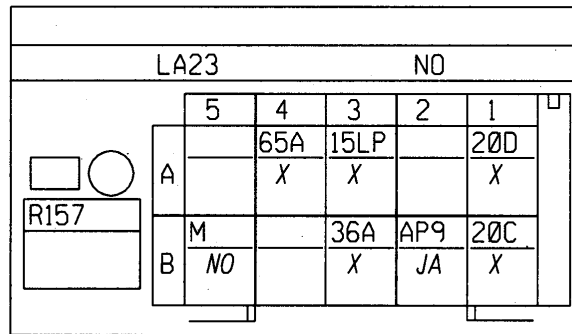 LA23 NO
5 4 3 2 1
65A 15LP 20D
A X X X
R157
M 36A AP9 20C
B NO X JA X